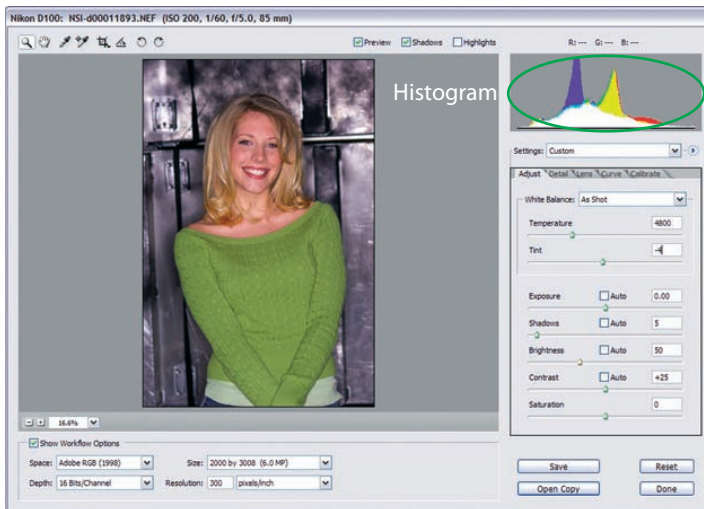 Nikon D100: NSI-d00011893.NEF (ISO 200, 1/60, f/5.0, 85 mm)
Preview Shadows Highlights
R: --- G: --- B: ---
Histogram
Settings: Custom
Adjust Detail Lens Curve Calibrate
White Balance: As Shot
Temperature 4800
Tint -4
Exposure Auto 0.00
Shadows Auto 5
Brightness Auto 50
Contrast Auto +25
Saturation 0
16.6%
Show Workflow Options
Space: Adobe RGB (1998) Size: 2000 by 3008 (6.0 MP)
Depth: 16 Bits/Channel Resolution: 300 pixels/inch
Save Reset
Open Copy Done